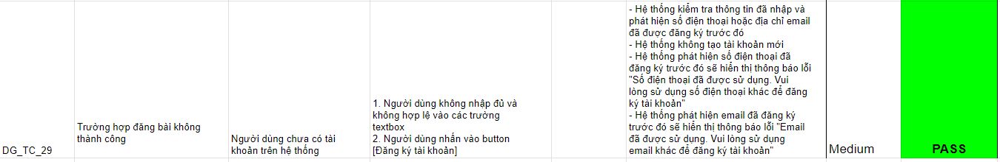 DG_TC_29
Trường hợp đăng bài không
thành công
Người dùng chưa có tài
khoản trên hệ thống
1. Người dùng không nhập đủ và
không hợp lệ vào các trường
textbox
2. Người dùng nhấn vào button
[Đăng ký tài khoản]
- Hệ thống kiểm tra thông tin đã nhập và
phát hiện số điện thoại hoặc địa chỉ email
đã được đăng ký trước đó
- Hệ thống không tạo tài khoản mới
- Hệ thống phát hiện số điện thoại đã
đăng ký trước đó sẽ hiển thị thông báo lỗi
"Số điện thoại đã được sử dụng. Vui
lòng sử dụng số điện thoại khác để đăng
ký tài khoản"
- Hệ thống phát hiện email đã đăng ký
trước đó sẽ hiển thị thông báo lỗi "Email
đã được sử dụng. Vui lòng sử dụng
email khác để đăng ký tài khoản"
Medium
PASS